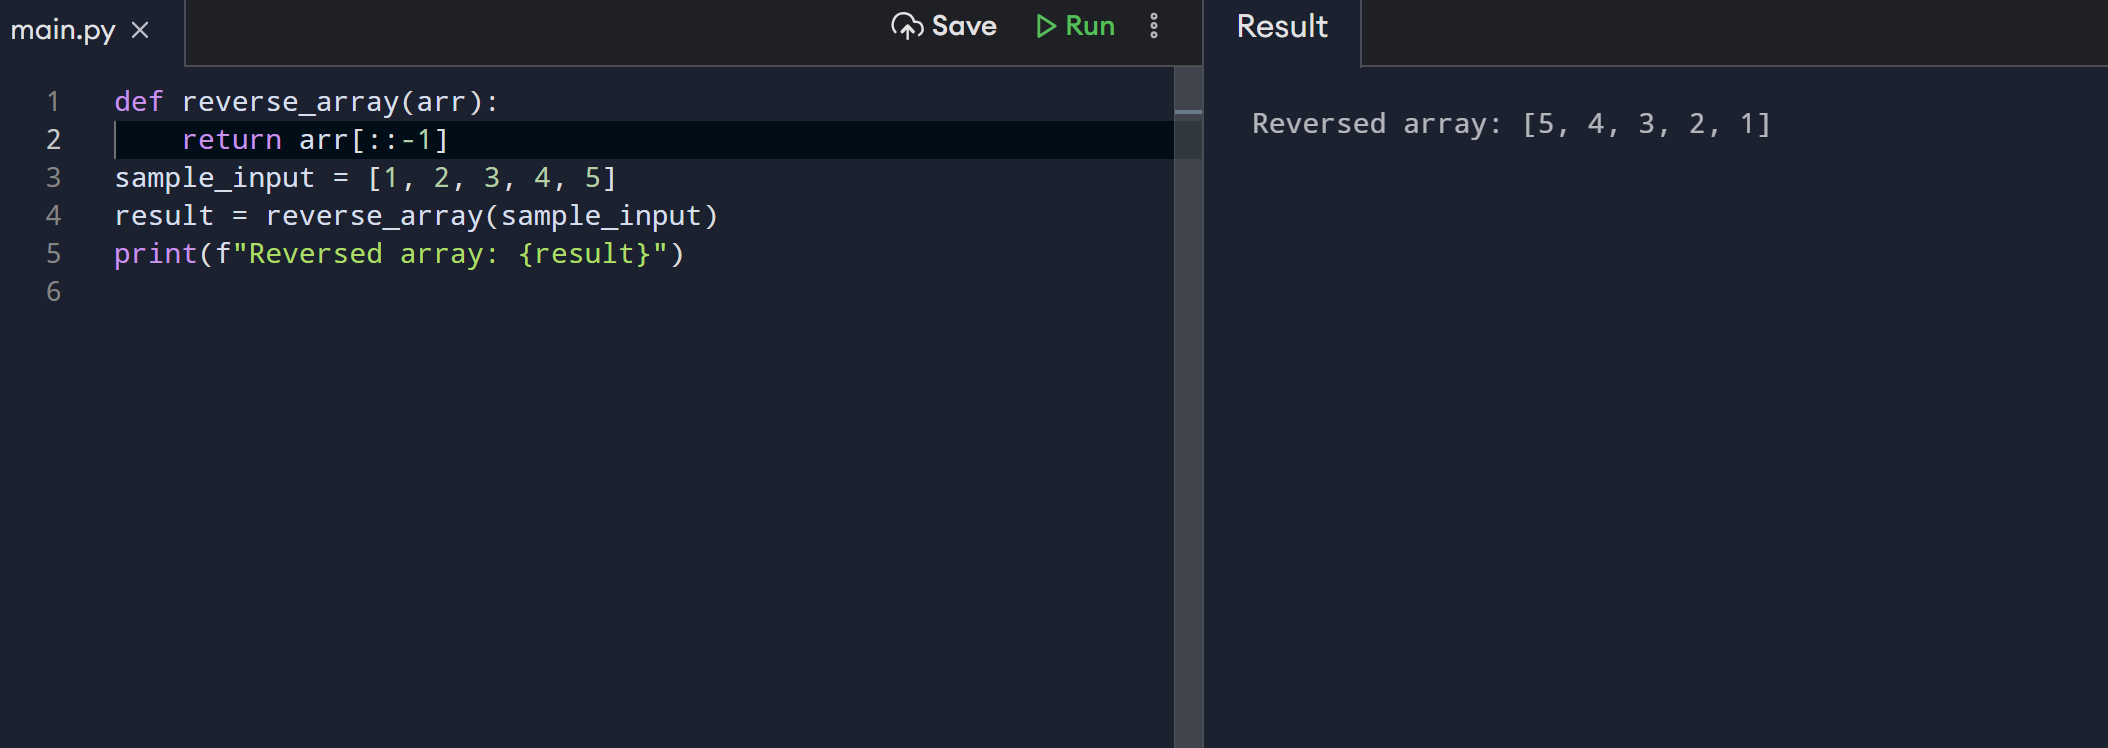 main.py
Save Run
Result
1 def reverse_array(arr):
2     return arr[::-1]
3 sample_input = [1, 2, 3, 4, 5]
4 result = reverse_array(sample_input)
5 print(f"Reversed array: {result}")
6
Reversed array: [5, 4, 3, 2, 1]